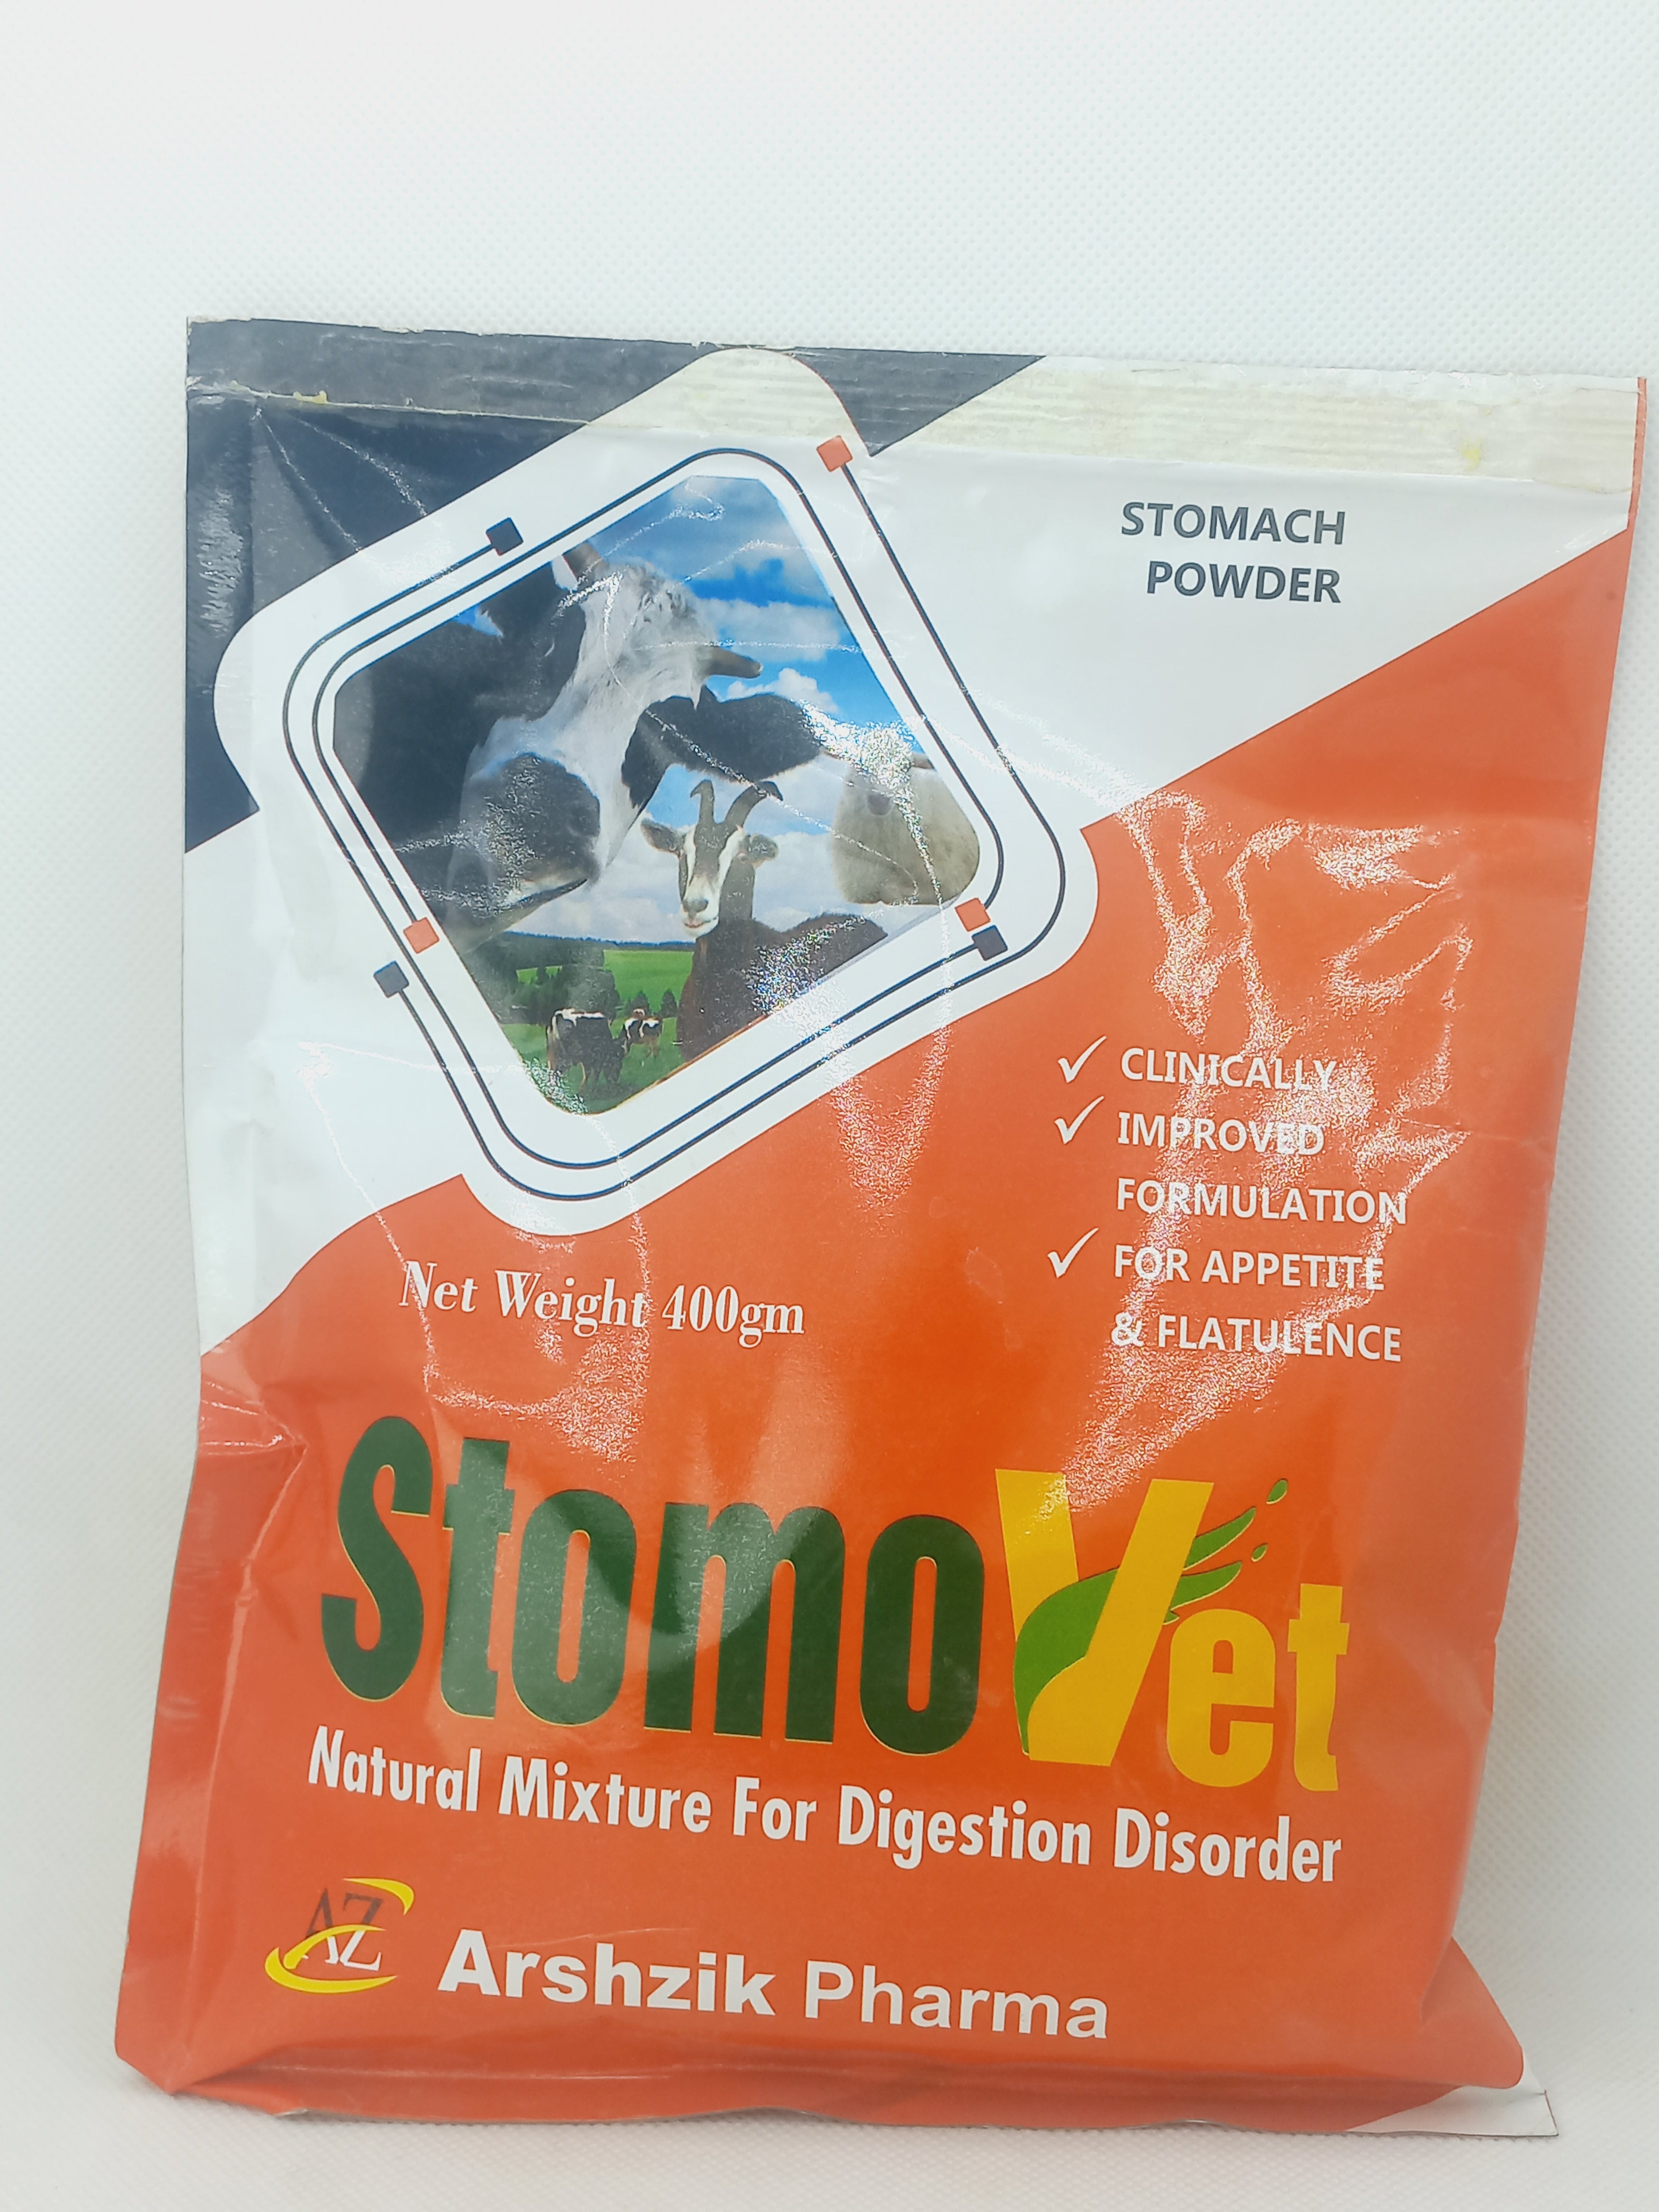 STOMACH
POWDER
✓ CLINICALLY
✓ IMPROVED
FORMULATION
✓ FOR APPETITE
& FLATULENCE
Net Weight 400gm
StomoVet
Natural Mixture For Digestion Disorder
AZ
Arshzik Pharma